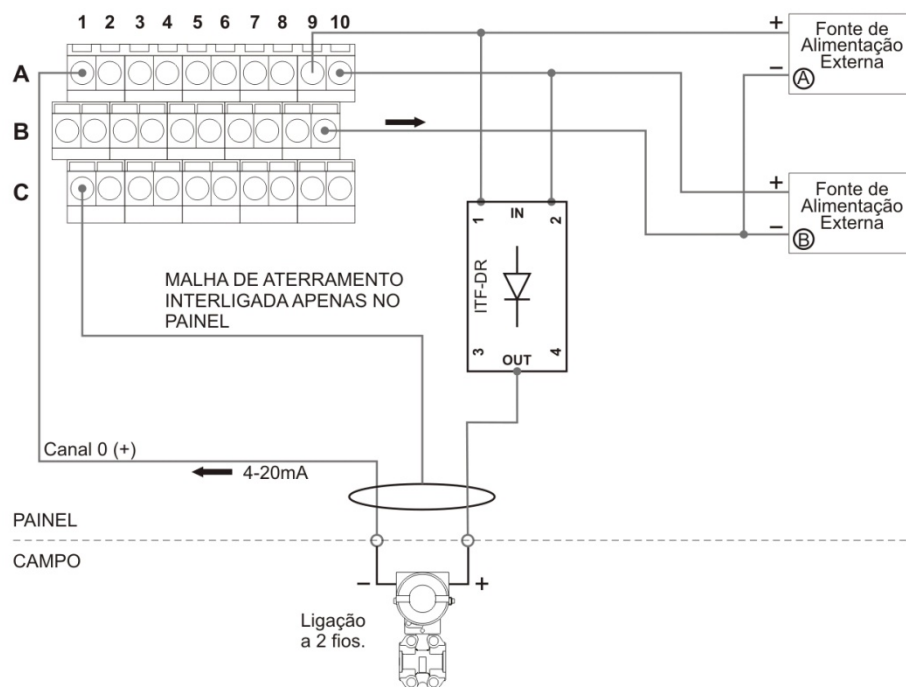 1 2 3 4 5 6 7 8 9 10
A
B
C
+
Fonte de
Alimentação
Externa
−
A
+
Fonte de
Alimentação
Externa
−
B
1 IN 2
ITF-DR
3 OUT 4
MALHA DE ATERRAMENTO
INTERLIGADA APENAS NO
PAINEL
Canal 0 (+)
4-20mA
PAINEL
CAMPO
− +
Ligação
a 2 fios.